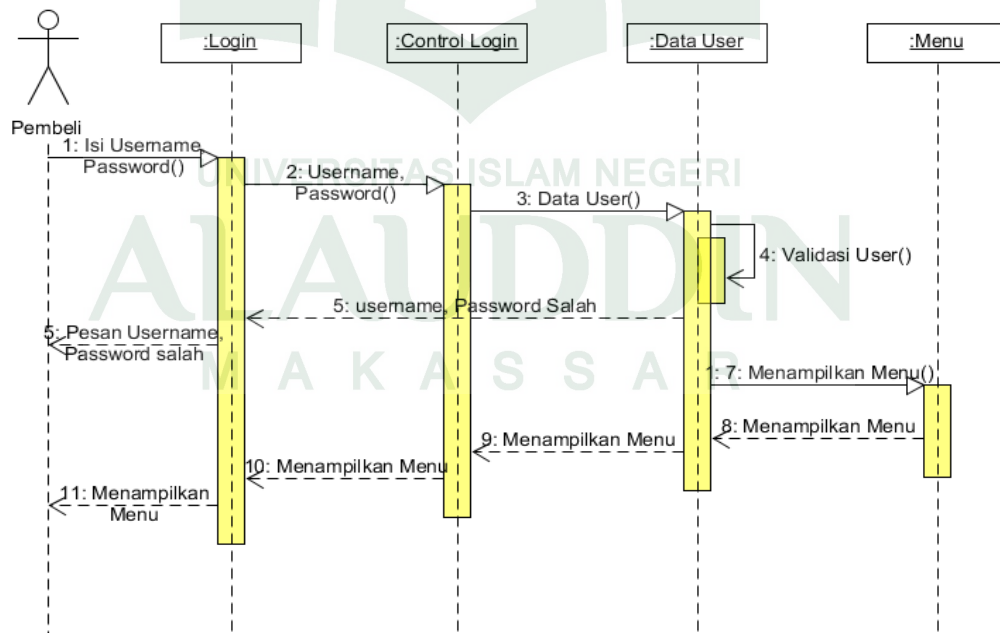 :Login
:Control Login
:Data User
:Menu
Pembeli
1: Isi Username,
Password()
UNIVERSITAS ISLAM NEGERI
2: Username,
Password()
3: Data User()
4: Validasi User()
ALAUDDIN
5: username, Password Salah
5: Pesan Username,
Password salah
MAKASSAR
1: 7: Menampilkan Menu()
8: Menampilkan Menu
9: Menampilkan Menu
10: Menampilkan Menu
11: Menampilkan
Menu